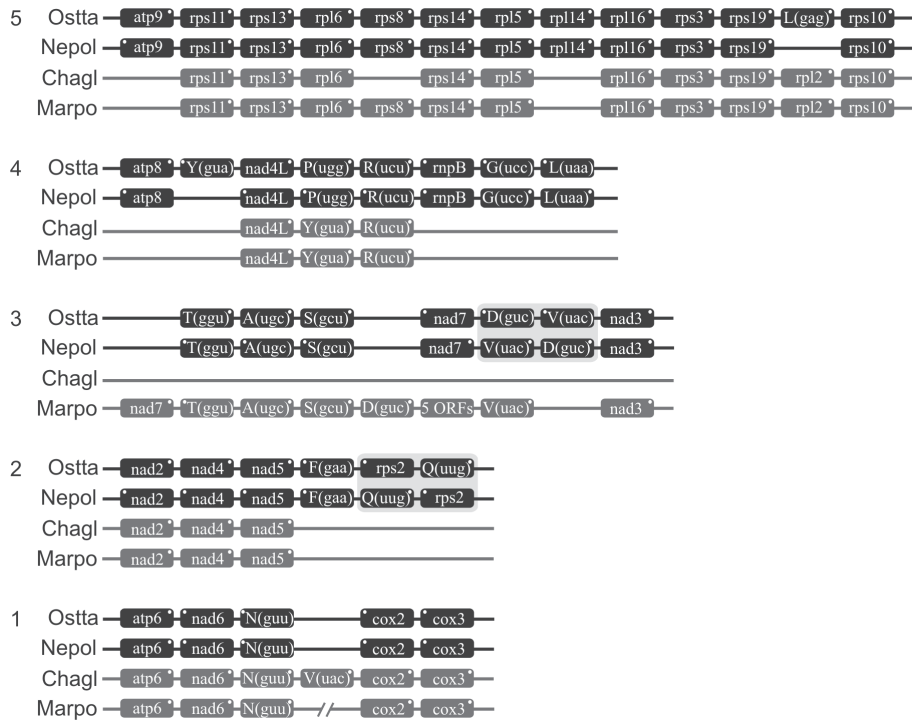 5 Ostta atp9 rps11 rps13 rpl6 rps8 rps14 rpl5 rpl14 rpl16 rps3 rps19 L(gag) rps10
Nepol atp9 rps11 rps13 rpl6 rps8 rps14 rpl5 rpl14 rpl16 rps3 rps19 rps10
Chagl rps11 rps13 rpl6 rps14 rpl5 rpl16 rps3 rps19 rpl2 rps10
Marpo rps11 rps13 rpl6 rps8 rps14 rpl5 rpl16 rps3 rps19 rpl2 rps10
4 Ostta atp8 Y(gua) nad4L P(ugg) R(ucu) rnpB G(ucc) L(uaa)
Nepol atp8 nad4L P(ugg) R(ucu) rnpB G(ucc) L(uaa)
Chagl nad4L Y(gua) R(ucu)
Marpo nad4L Y(gua) R(ucu)
3 Ostta T(ggu) A(ugc) S(gcu) nad7 D(guc) V(uac) nad3
Nepol T(ggu) A(ugc) S(gcu) nad7 V(uac) D(guc) nad3
Chagl
Marpo nad7 T(ggu) A(ugc) S(gcu) D(guc) 5 ORFs V(uac) nad3
2 Ostta nad2 nad4 nad5 F(gaa) rps2 Q(uug)
Nepol nad2 nad4 nad5 F(gaa) Q(uug) rps2
Chagl nad2 nad4 nad5
Marpo nad2 nad4 nad5
1 Ostta atp6 nad6 N(guu) cox2 cox3
Nepol atp6 nad6 N(guu) cox2 cox3
Chagl atp6 nad6 N(guu) V(uac) cox2 cox3
Marpo atp6 nad6 N(guu) // cox2 cox3